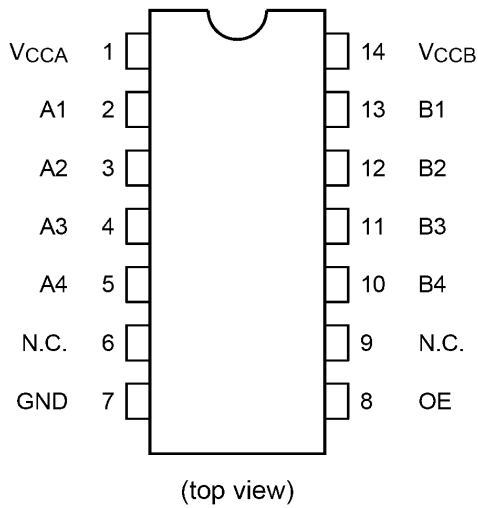 VCCA 1 14 VCCB
A1 2 13 B1
A2 3 12 B2
A3 4 11 B3
A4 5 10 B4
N.C. 6 9 N.C.
GND 7 8 OE
(top view)